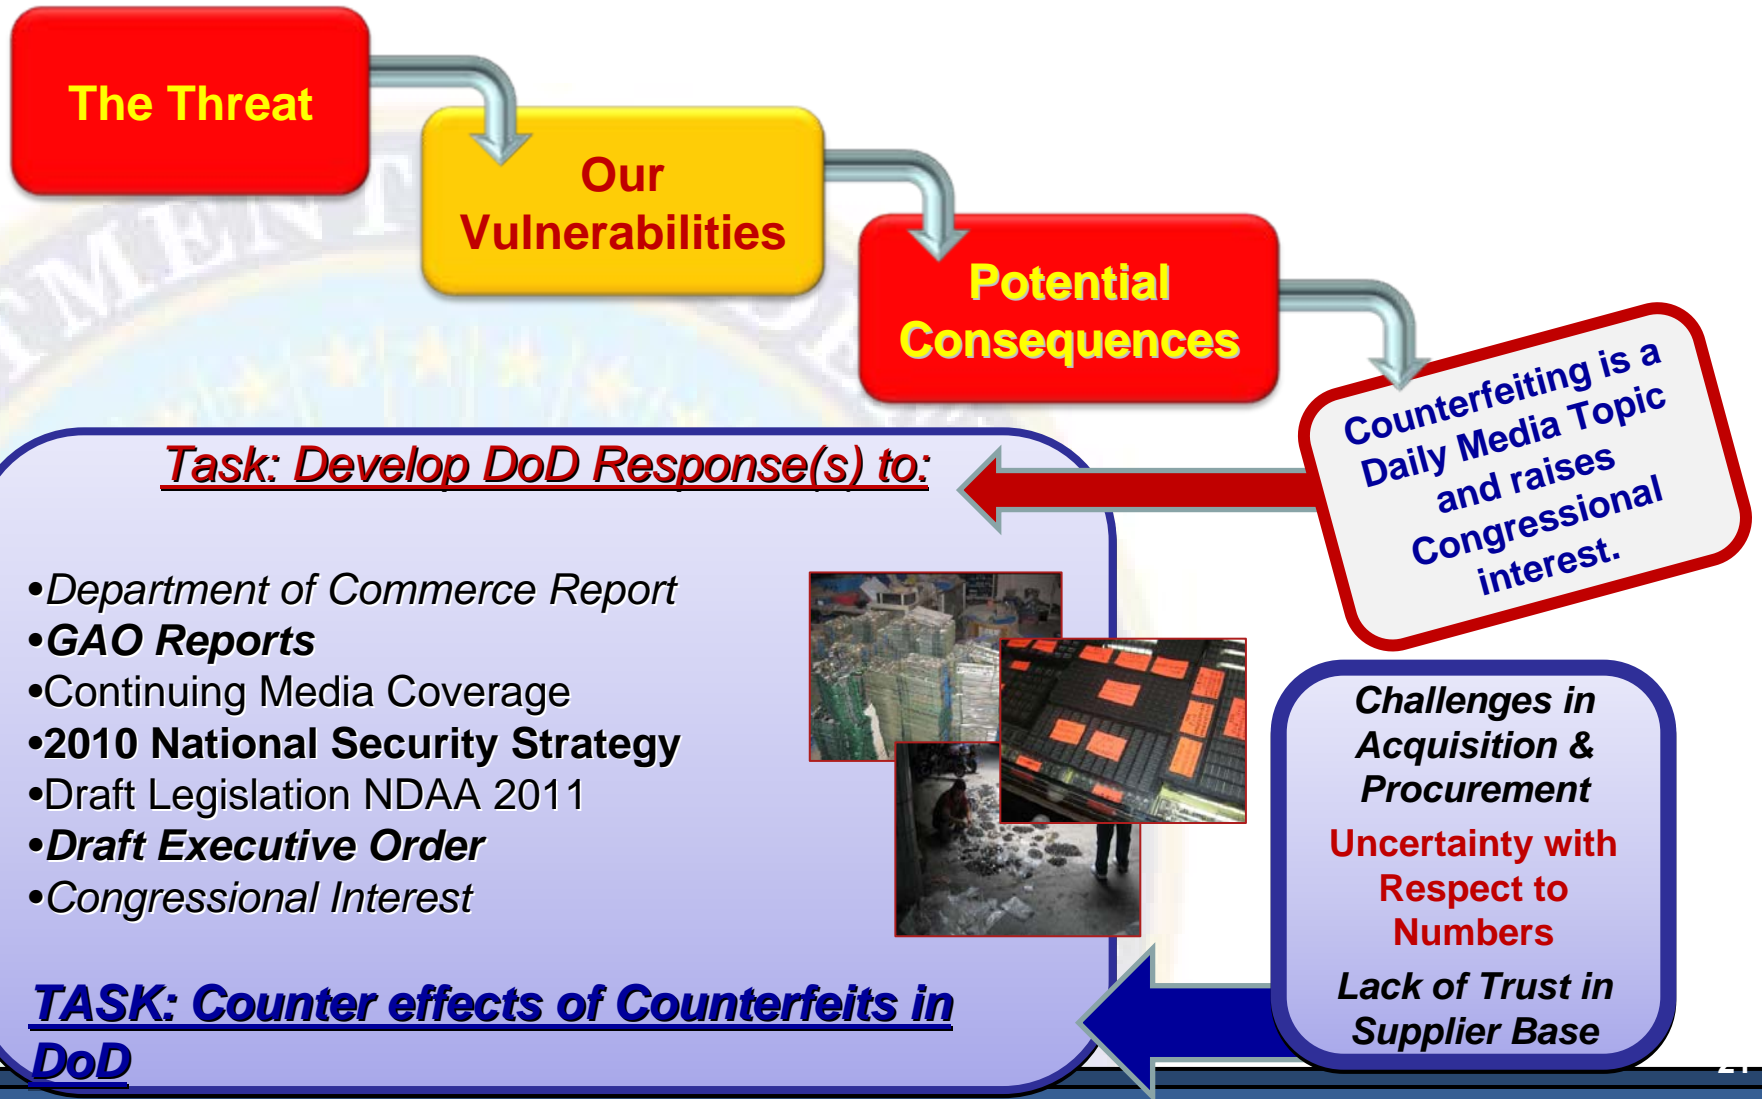 The Threat
Our
Vulnerabilities
Potential
Consequences
Counterfeiting is a
Daily Media Topic
and raises
Congressional
interest.
Task: Develop DoD Response(s) to:
•Department of Commerce Report
•GAO Reports
•Continuing Media Coverage
•2010 National Security Strategy
•Draft Legislation NDAA 2011
•Draft Executive Order
•Congressional Interest
TASK: Counter effects of Counterfeits in
DoD
Challenges in
Acquisition &
Procurement
Uncertainty with
Respect to
Numbers
Lack of Trust in
Supplier Base